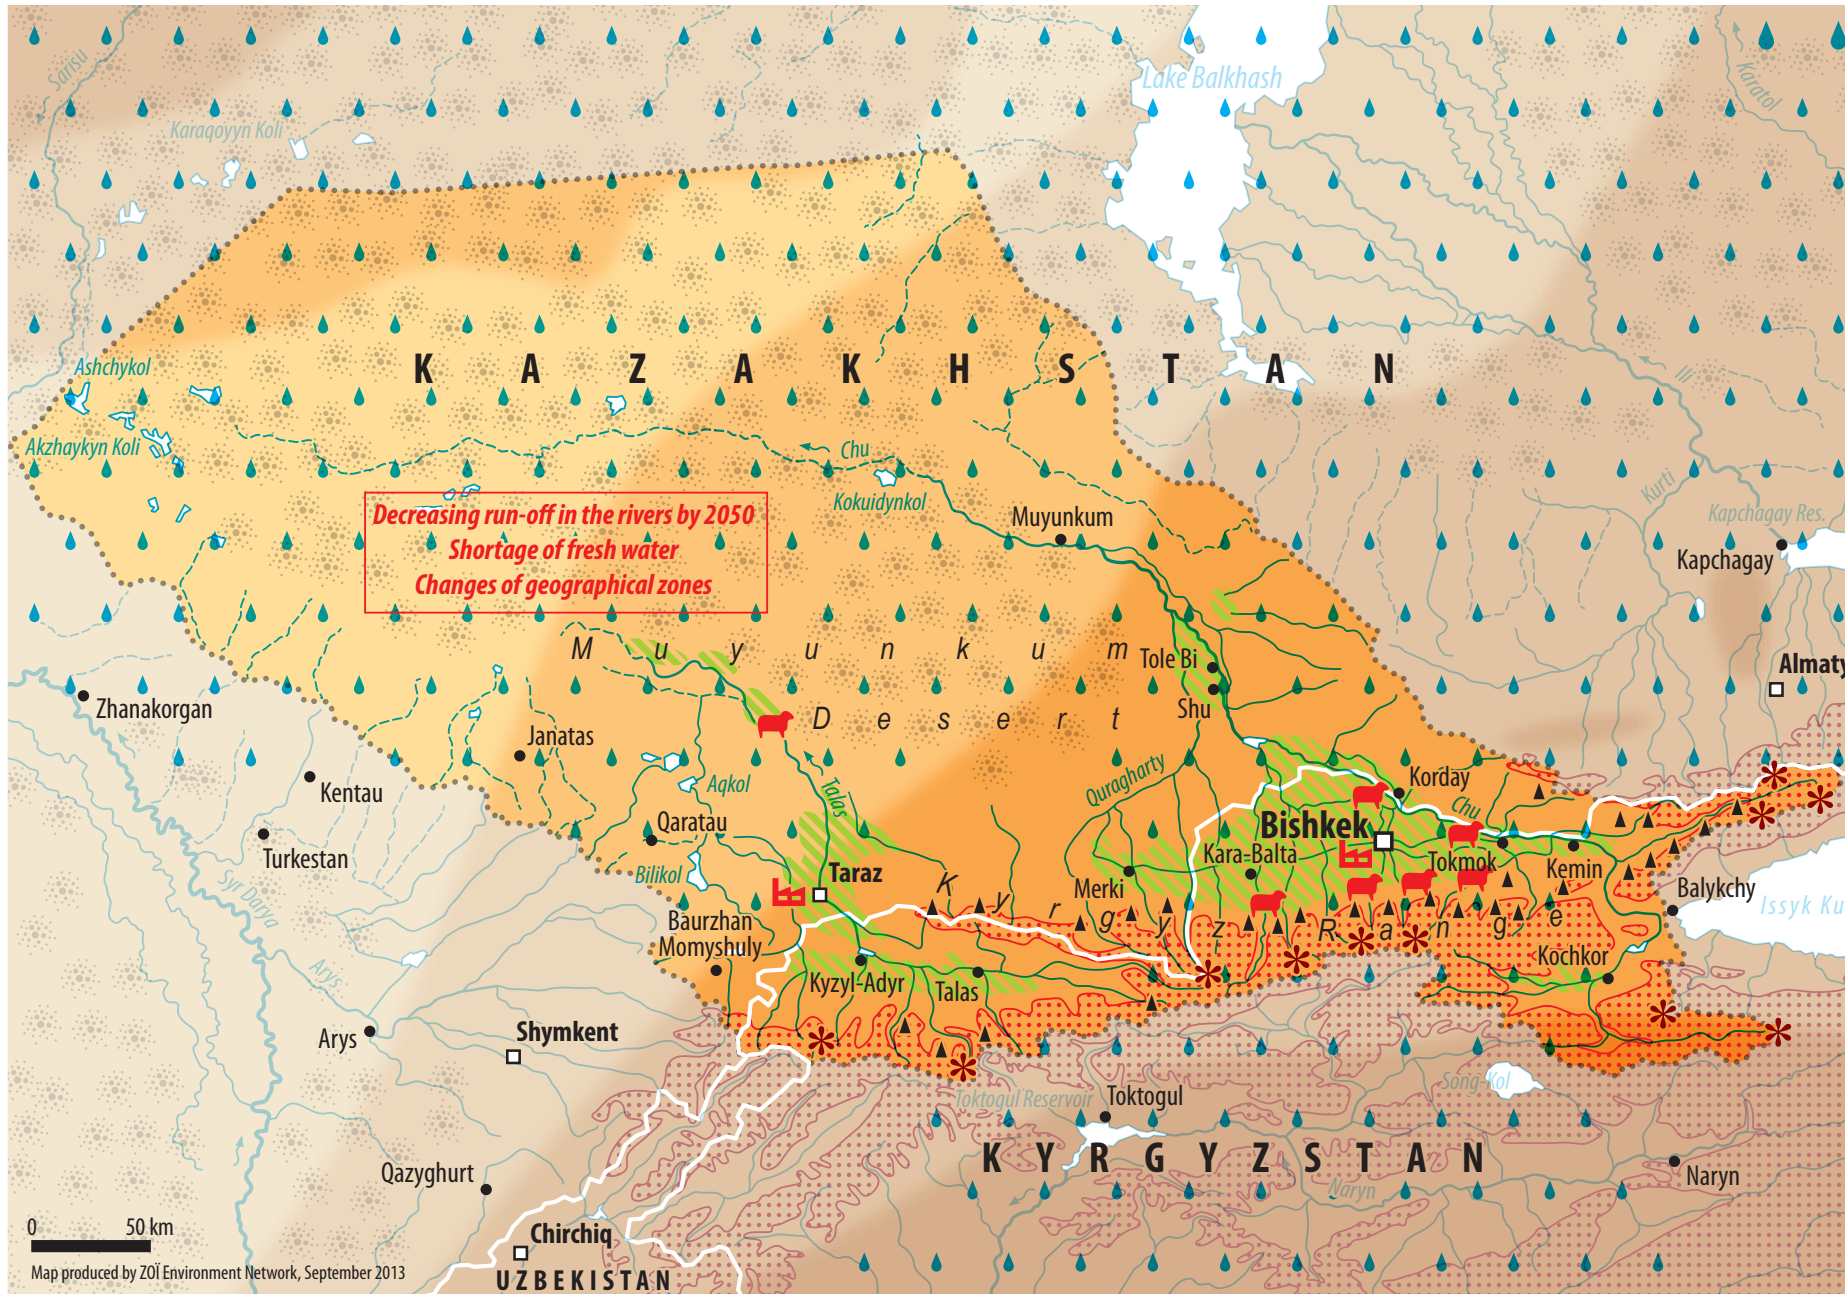 Sarisu
Karaqoyyn Koli
Lake Balkhash
Karatol
KAZAKHSTAN
Ashchykol
Akzhaykyn Koli
Chu
Kokuidynkol
Ili
Kurti
Kapchagay Res.
Kapchagay
Decreasing run-off in the rivers by 2050
Shortage of fresh water
Changes of geographical zones
Muyunkum
Muyunkum
Desert
Tole Bi
Shu
Almaty
Zhanakorgan
Janatas
Kentau
Aqkol
Talas
Quragharty
Korday
Chu
Turkestan
Qaratau
Bilikol
Taraz
Bishkek
Kara-Balta
Tokmok
Kemin
Merki
Balykchy
Issyk Ku
Syr Darya
Baurzhan
Momyshuly
Kyrgyz Range
Arys
Kyzyl-Adyr
Talas
Kochkor
Arys
Shymkent
Song-Kol
Toktogul Reservoir
Toktogul
KYRGYZSTAN
Naryn
Naryn
Qazyghurt
Chirchiq
UZBEKISTAN
0 50 km
Map produced by ZOÏ Environment Network, September 2013